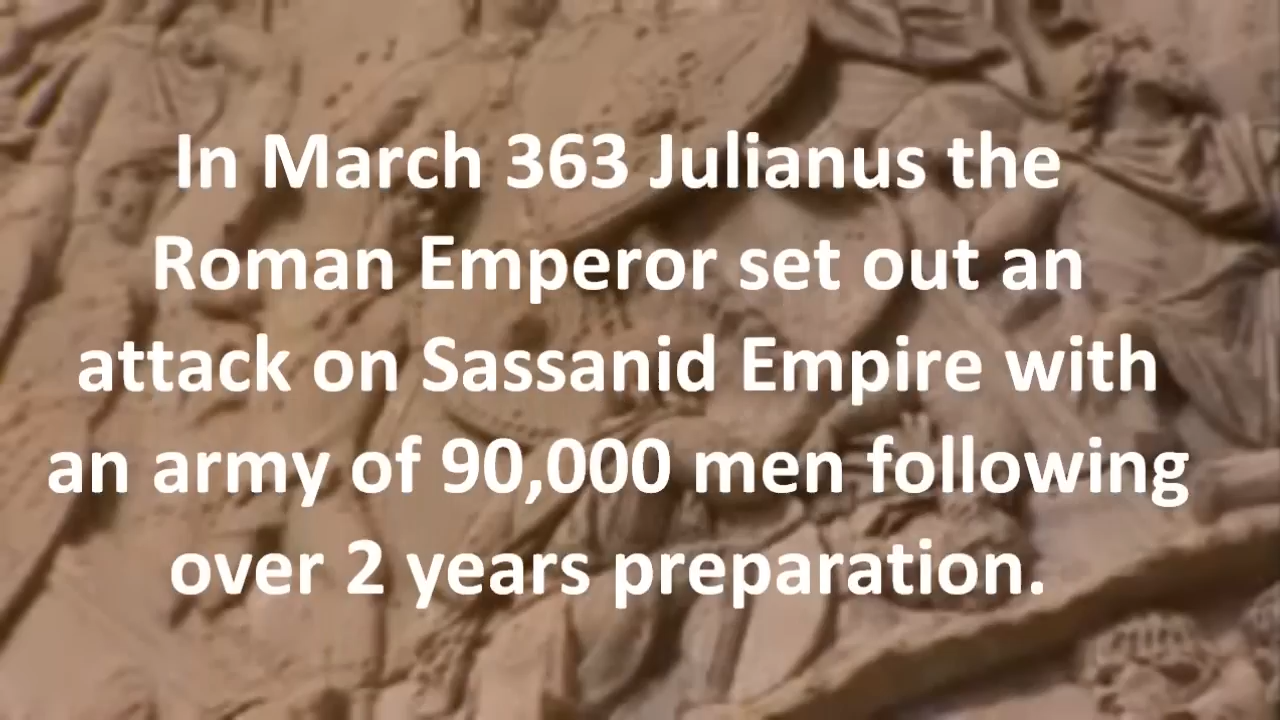 In March 363 Julianus the
Roman Emperor set out an
attack on Sassanid Empire with
an army of 90,000 men following
over 2 years preparation.